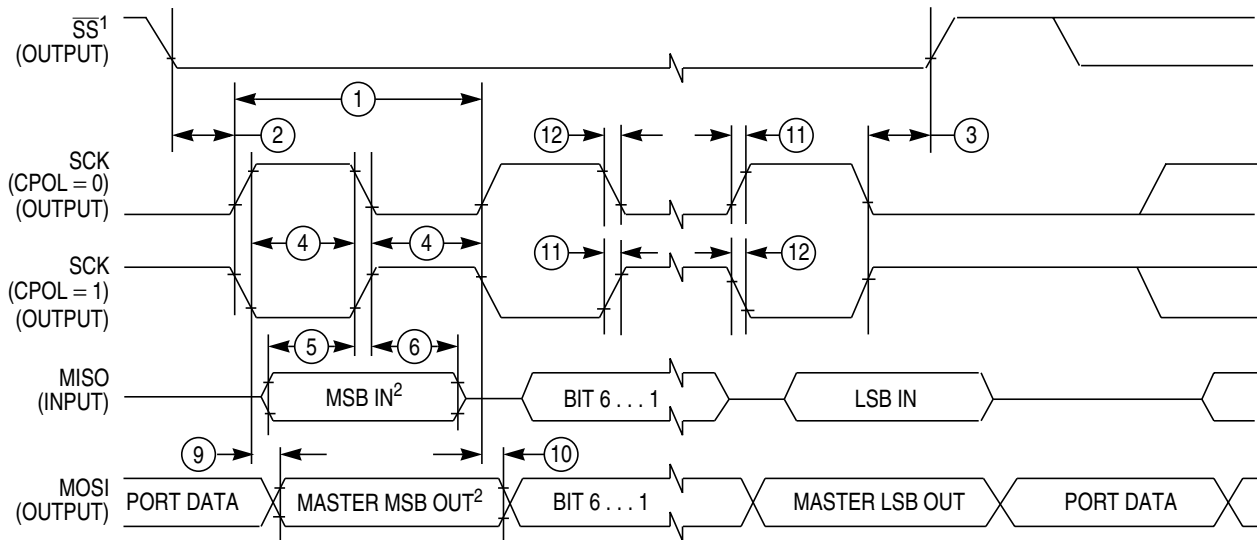 SS¹
(OUTPUT)
1
2
12
11
3
SCK
(CPOL = 0)
(OUTPUT)
4
4
11
12
SCK
(CPOL = 1)
(OUTPUT)
5
6
MISO
(INPUT)
MSB IN²
BIT 6 . . . 1
LSB IN
9
10
MOSI
(OUTPUT)
PORT DATA
MASTER MSB OUT²
BIT 6 . . . 1
MASTER LSB OUT
PORT DATA